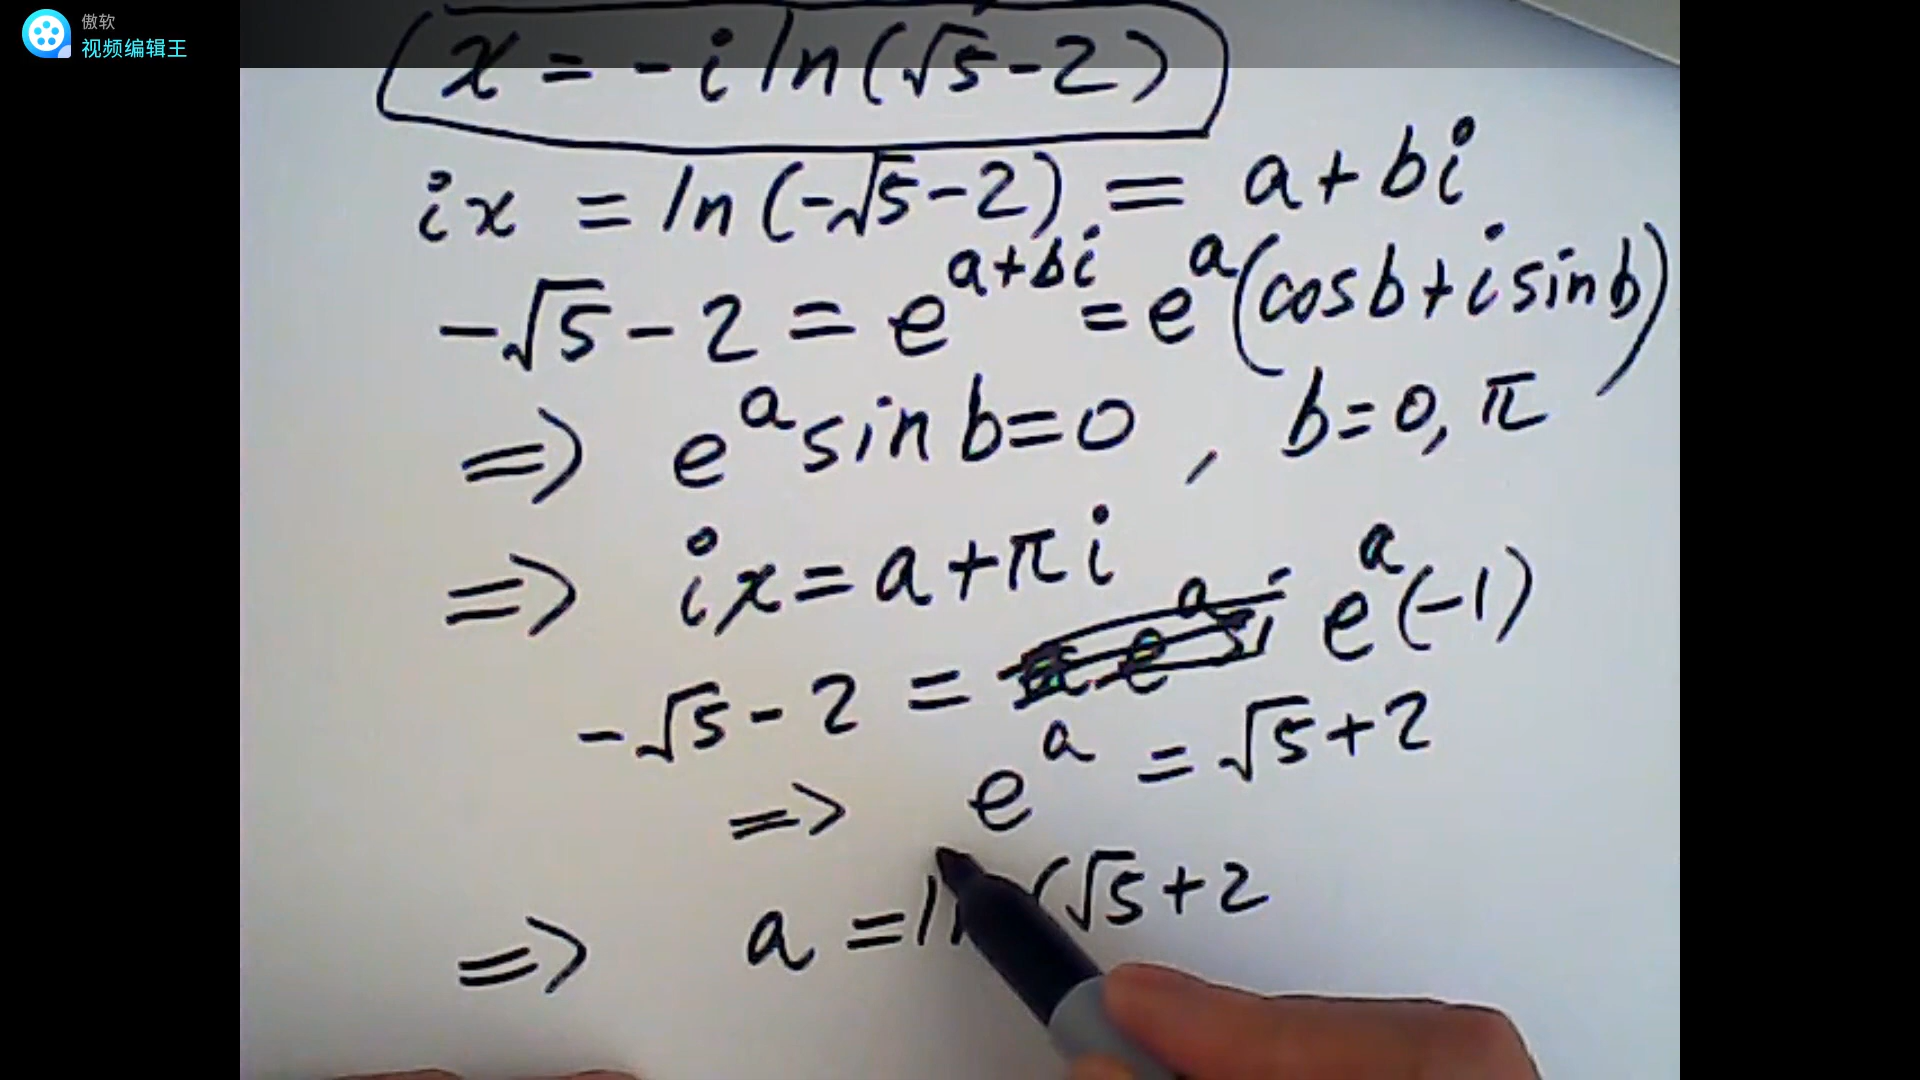 傲软
视频编辑王
x = -i ln(√5-2)
ix = ln(-√5-2) = a+bi
-√5-2 = e^{a+bi} = e^a(cosb+isinb)
=> e^a sinb=0, b=0, π
=> ix=a+πi
-√5-2 = e^a(-1)
=> e^a = √5+2
=> a =ln(√5+2